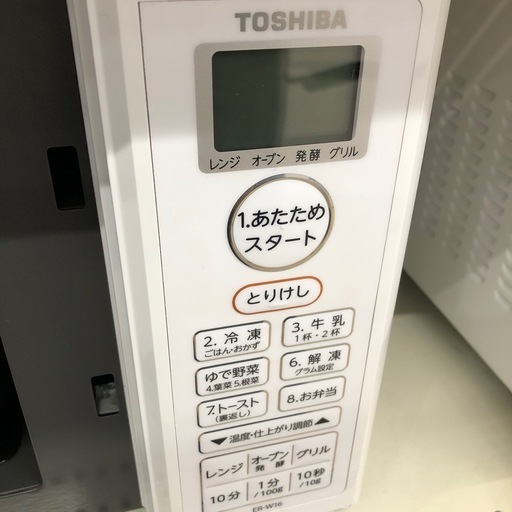 TOSHIBA
レンジ オーブン 発酵 グリル
1.あたため
スタート
とりけし
2. 冷凍
ごはん・おかず
3. 牛乳
1杯・2杯
ゆで野菜
4.葉菜 5.根菜
6. 解凍
グラム設定
7.トースト
(裏返し)
8.お弁当
▼温度・仕上がり調節▲
レンジ
オーブン
発酵
グリル
10分
1分
/100g
10秒
/10g
ER-W16